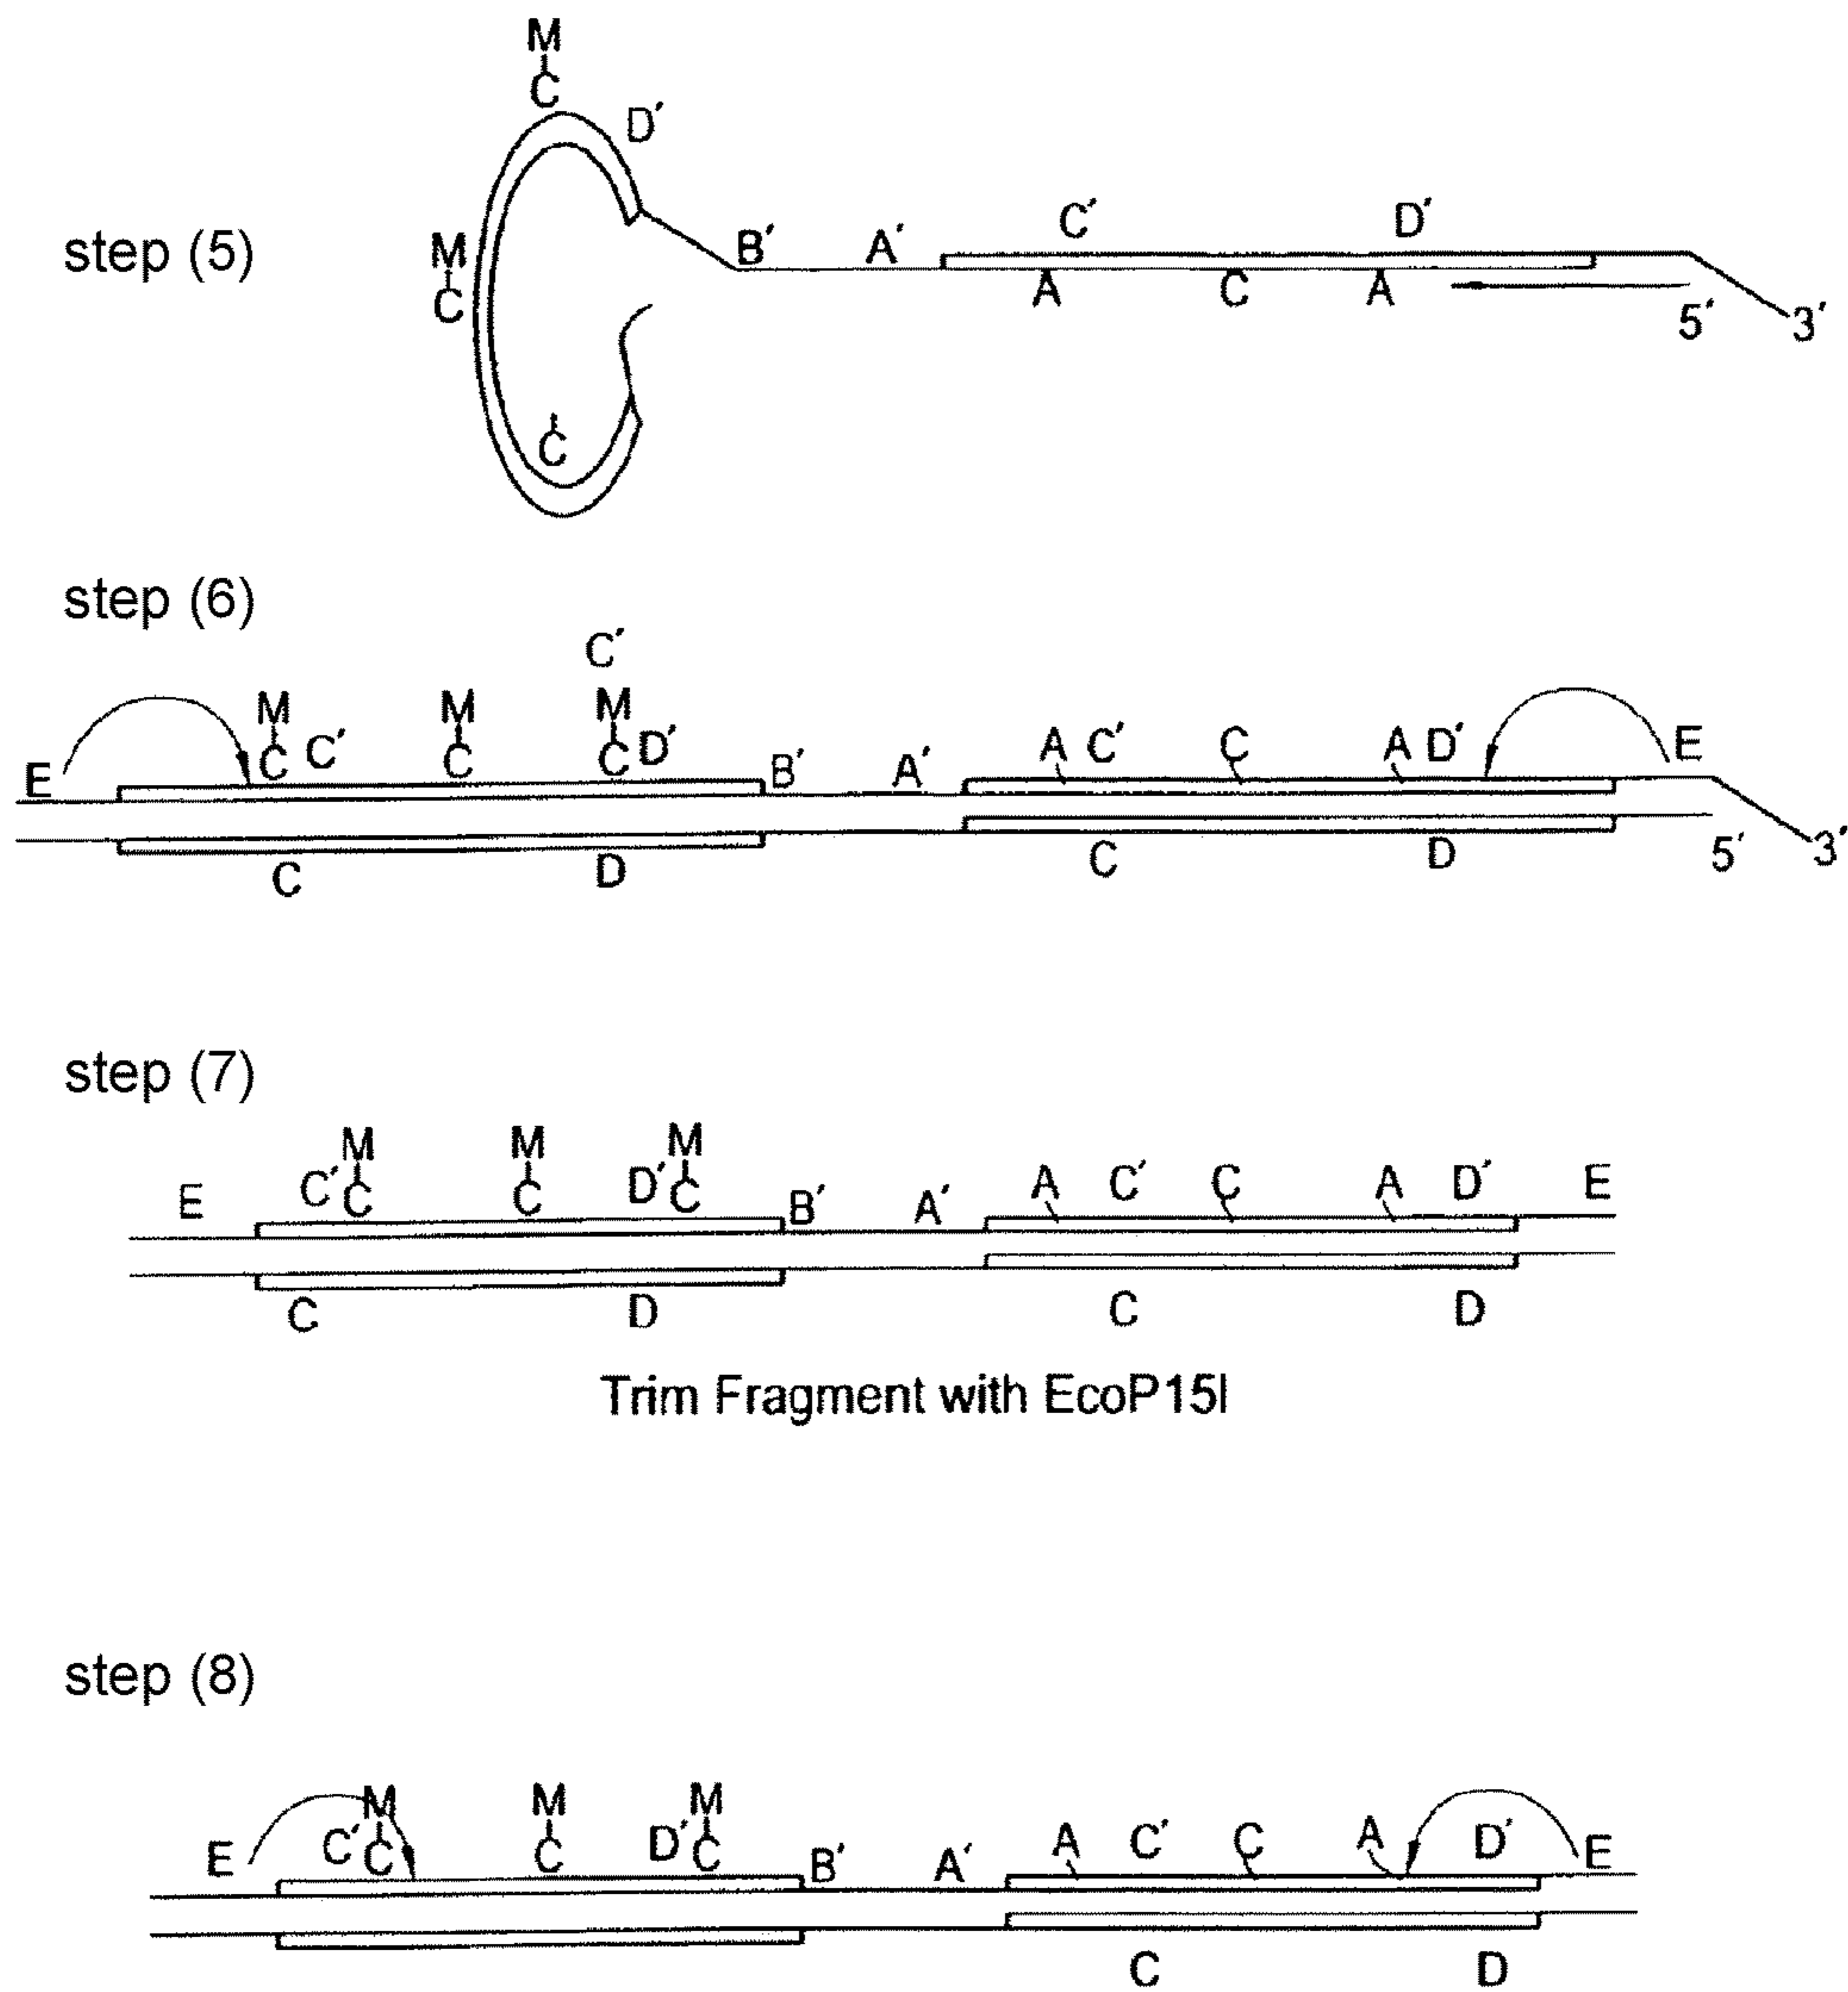 M
C
D′
step (5)
M
C
B′ A′ C′ D′
A C A
5′ 3′
C
step (6)
C′
M M M
E C C′ C C D′ B′ A′ A C′ C A D′ E
C D C D 5′ 3′
step (7)
M M M
E C′ C C D′ C B′ A′ A C′ C A D′ E
C D C D
Trim Fragment with EcoP15I
step (8)
M M M
E C′ C C D′ C B′ A′ A C′ C A D′ E
C D